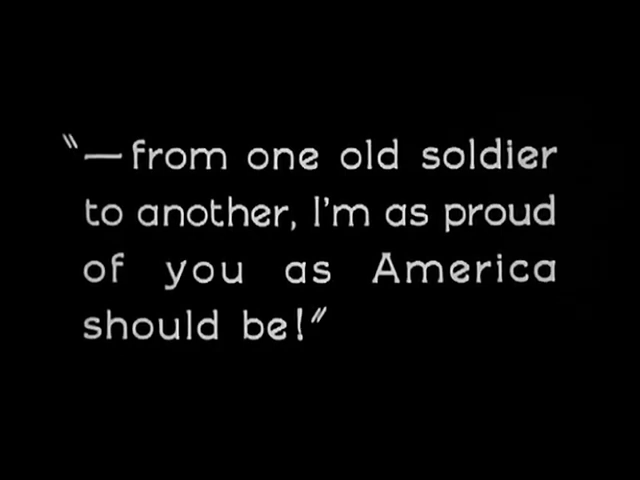 "—from one old soldier
to another, I'm as proud
of you as America
should be!"